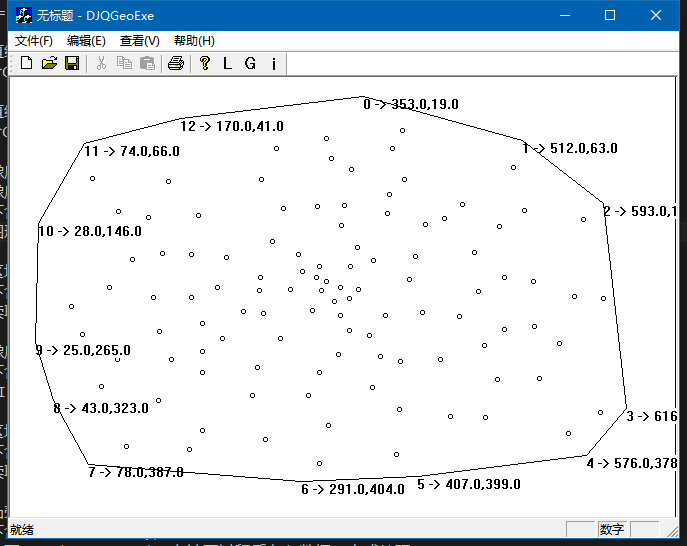 无标题 - DJQGeoExe
文件(F) 编辑(E) 查看(V) 帮助(H)
? L G i
0 -> 353.0,19.0
12 -> 170.0,41.0
1 -> 512.0,63.0
11 -> 74.0,66.0
2 -> 593.0,1
10 -> 28.0,146.0
9 -> 25.0,265.0
8 -> 43.0,323.0
3 -> 616
4 -> 576.0,378
7 -> 78.0,387.0
5 -> 407.0,399.0
6 -> 291.0,404.0
就绪 数字